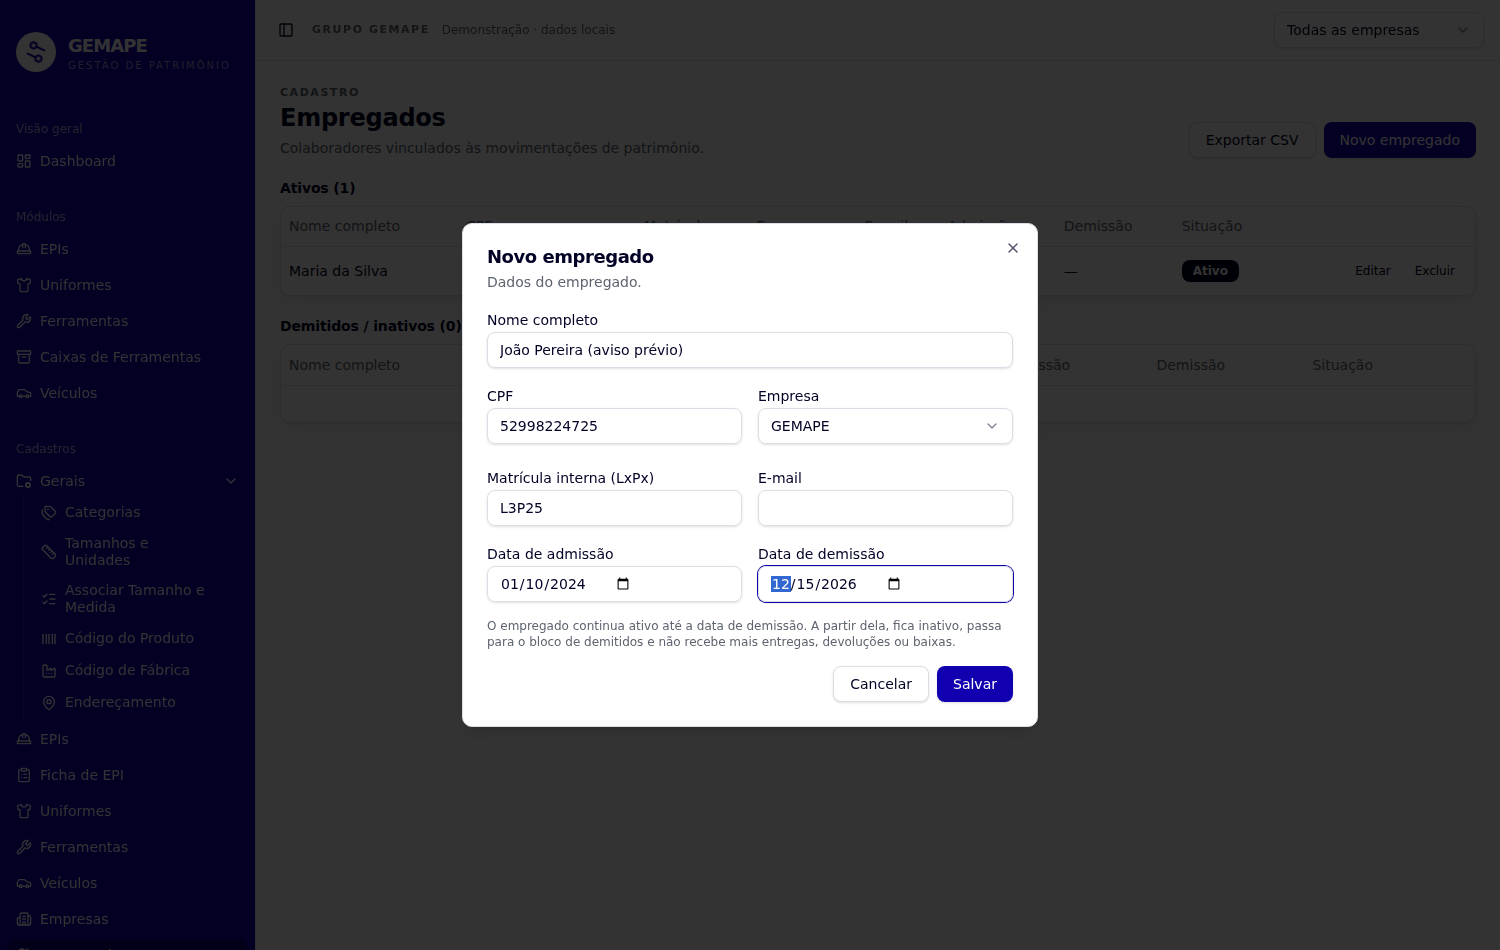 GEMAPE
GESTÃO DE PATRIMÔNIO
GRUPO GEMAPE
Demonstração · dados locais
Todas as empresas
Visão geral
Dashboard
Módulos
EPIs
Uniformes
Ferramentas
Caixas de Ferramentas
Veículos
Cadastros
Gerais
Categorias
Tamanhos e
Unidades
Associar Tamanho e
Medida
Código do Produto
Código de Fábrica
Endereçamento
EPIs
Ficha de EPI
Uniformes
Ferramentas
Veículos
Empresas
CADASTRO
Empregados
Colaboradores vinculados às movimentações de patrimônio.
Exportar CSV
Novo empregado
Ativos (1)
Nome completo
Demissão
Situação
Maria da Silva
—
Ativo
Editar
Excluir
Demitidos / inativos (0)
Nome completo
Demissão
Situação
Novo empregado
Dados do empregado.
Nome completo
João Pereira (aviso prévio)
CPF
Empresa
52998224725
GEMAPE
Matrícula interna (LxPx)
E-mail
L3P25
Data de admissão
Data de demissão
01/10/2024
12/15/2026
O empregado continua ativo até a data de demissão. A partir dela, fica inativo, passa
para o bloco de demitidos e não recebe mais entregas, devoluções ou baixas.
Cancelar
Salvar